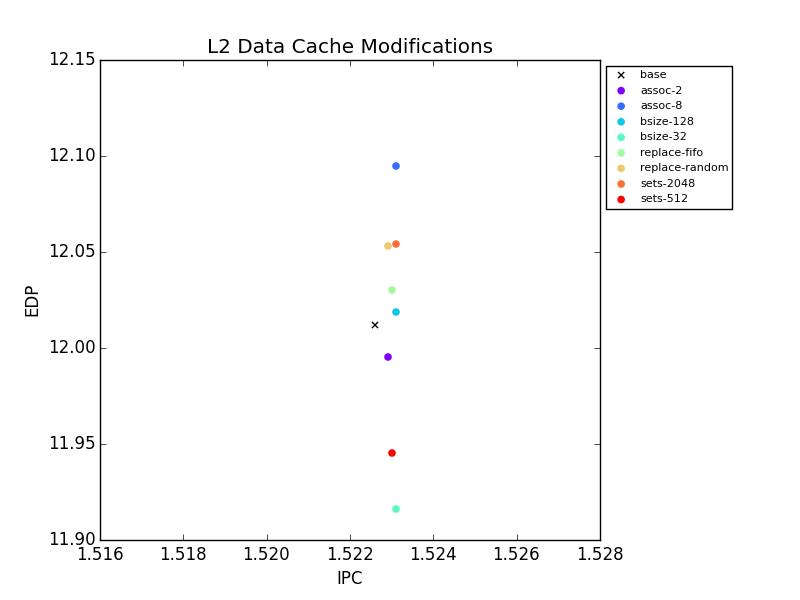 L2 Data Cache Modifications
12.15
12.10
12.05
12.00
11.95
11.90
EDP
1.516
1.518
1.520
1.522
1.524
1.526
1.528
IPC
base
assoc-2
assoc-8
bsize-128
bsize-32
replace-fifo
replace-random
sets-2048
sets-512